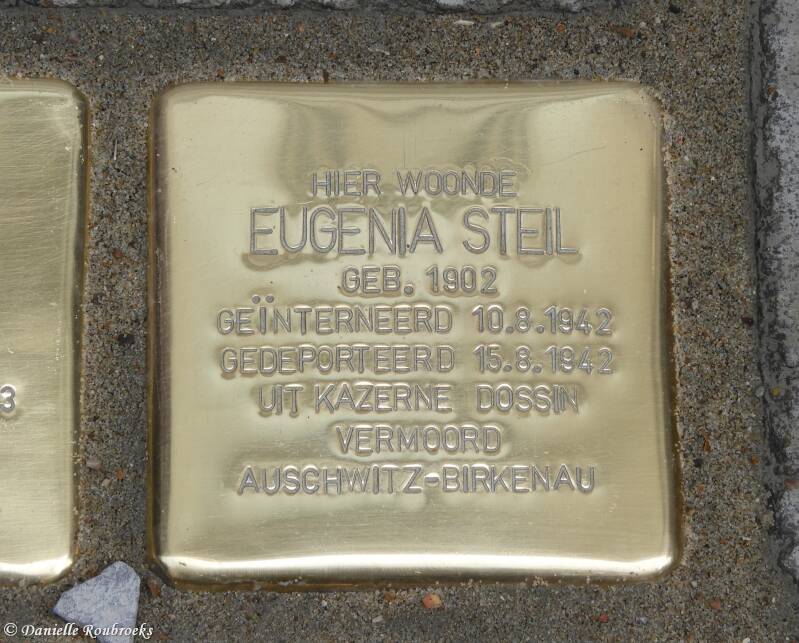 HIER WOONDE
EUGENIA STEIL
GEB. 1902
GEÏNTERNEERD 10.8.1942
GEDEPORTEERD 15.8.1942
UIT KAZERNE DOSSIN
VERMOORD
AUSCHWITZ-BIRKENAU
3
© Danielle Roubroeks